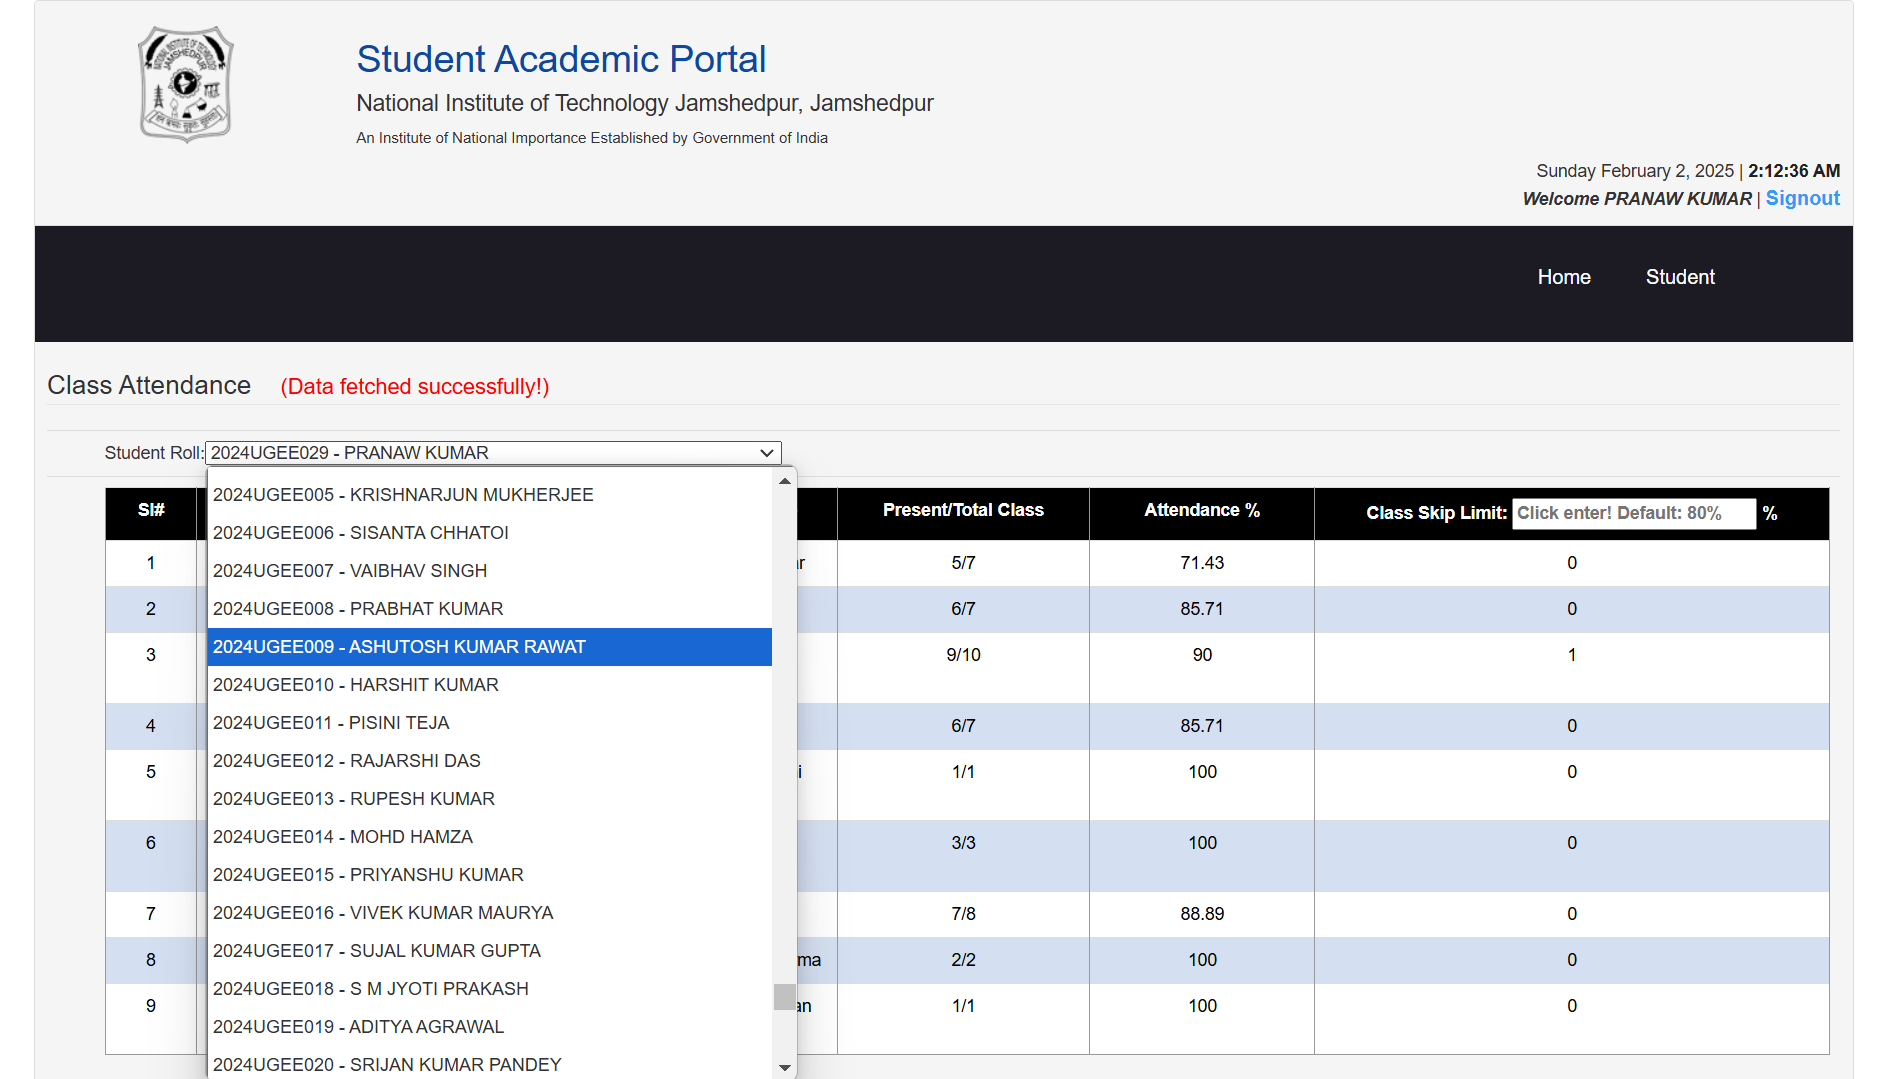 NATIONAL INSTITUTE OF TECHNOLOGY
JAMSHEDPUR
Student Academic Portal
National Institute of Technology Jamshedpur, Jamshedpur
An Institute of National Importance Established by Government of India
Sunday February 2, 2025 | 2:12:36 AM
Welcome PRANAW KUMAR | Signout
Home Student
Class Attendance (Data fetched successfully!)
Student Roll: 2024UGEE029 - PRANAW KUMAR
2024UGEE005 - KRISHNARJUN MUKHERJEE
2024UGEE006 - SISANTA CHHATOI
2024UGEE007 - VAIBHAV SINGH
2024UGEE008 - PRABHAT KUMAR
2024UGEE009 - ASHUTOSH KUMAR RAWAT
2024UGEE010 - HARSHIT KUMAR
2024UGEE011 - PISINI TEJA
2024UGEE012 - RAJARSHI DAS
2024UGEE013 - RUPESH KUMAR
2024UGEE014 - MOHD HAMZA
2024UGEE015 - PRIYANSHU KUMAR
2024UGEE016 - VIVEK KUMAR MAURYA
2024UGEE017 - SUJAL KUMAR GUPTA
2024UGEE018 - S M JYOTI PRAKASH
2024UGEE019 - ADITYA AGRAWAL
2024UGEE020 - SRIJAN KUMAR PANDEY
Sl# Present/Total Class Attendance % Class Skip Limit: Click enter! Default: 80% %
1 r 5/7 71.43 0
2 6/7 85.71 0
3 9/10 90 1
4 6/7 85.71 0
5 i 1/1 100 0
6 3/3 100 0
7 7/8 88.89 0
8 ma 2/2 100 0
9 an 1/1 100 0